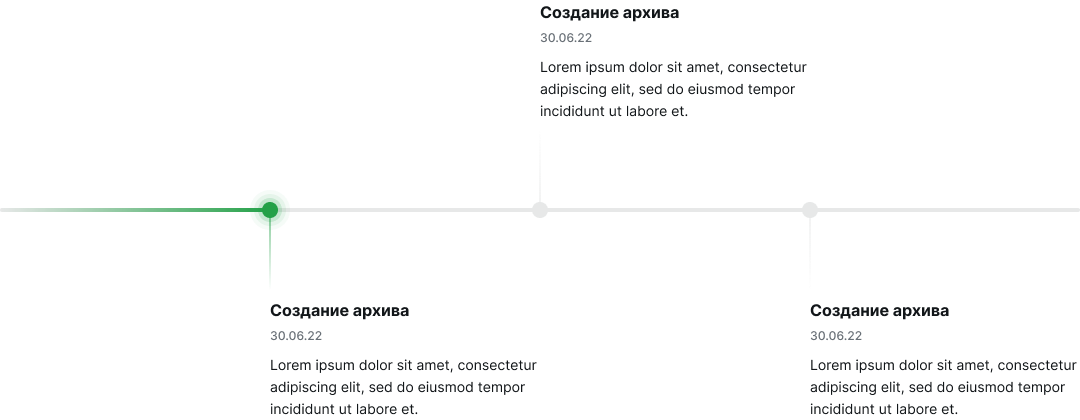 Создание архива
30.06.22
Lorem ipsum dolor sit amet, consectetur
adipiscing elit, sed do eiusmod tempor
incididunt ut labore et.
Создание архива
30.06.22
Lorem ipsum dolor sit amet, consectetur
adipiscing elit, sed do eiusmod tempor
incididunt ut labore et.
Создание архива
30.06.22
Lorem ipsum dolor sit amet, consectetur
adipiscing elit, sed do eiusmod tempor
incididunt ut labore et.